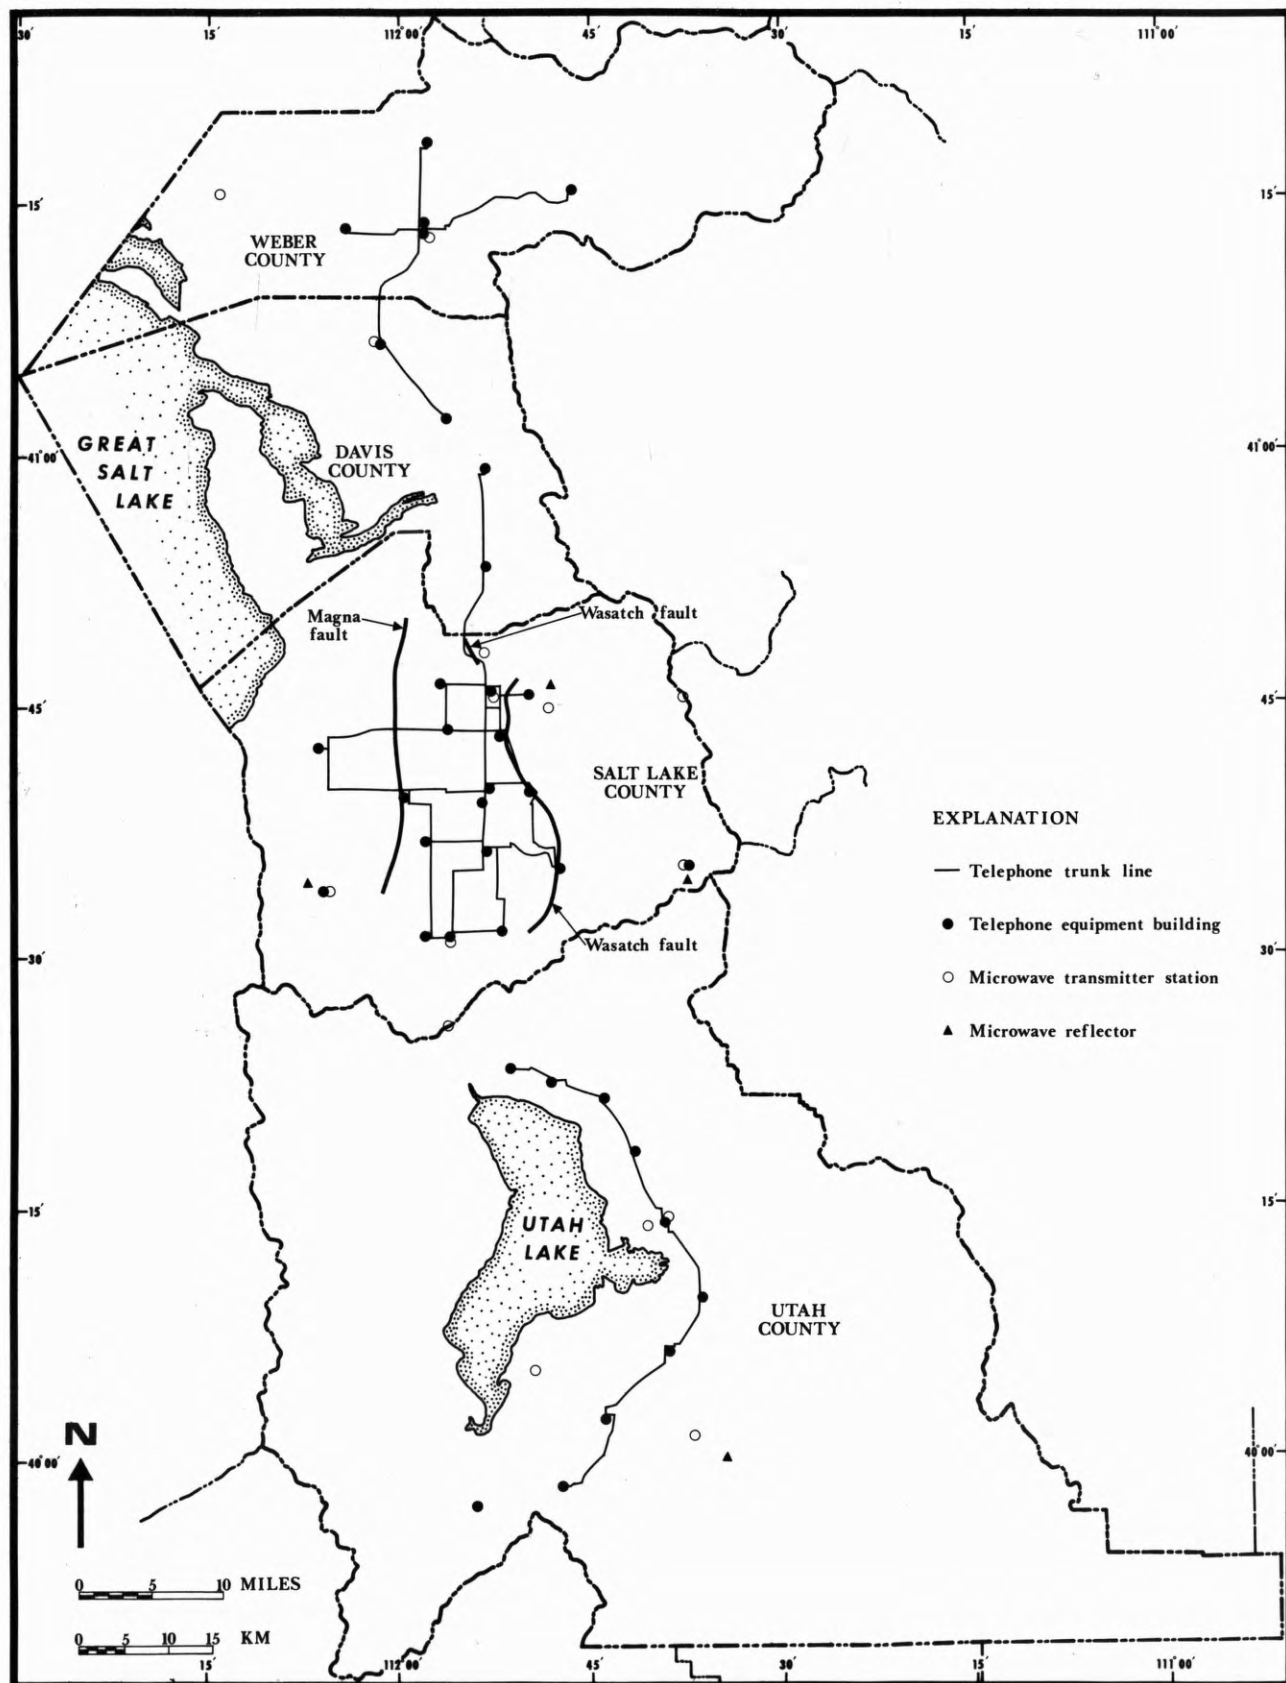 30′ 15′ 112°00′ 45′ 30′ 15′ 111°00′
15′ 15′
WEBER
COUNTY
GREAT
SALT
LAKE
DAVIS
COUNTY
41°00′ 41°00′
Magna
fault
Wasatch fault
45′ 45′
SALT LAKE
COUNTY
EXPLANATION
Telephone trunk line
Telephone equipment building
Microwave transmitter station
Microwave reflector
Wasatch fault
30′ 30′
15′ 15′
UTAH
LAKE
UTAH
COUNTY
N
40°00′ 40°00′
0 5 10 MILES
0 5 10 15 KM
15′ 112°00′ 45′ 30′ 15′ 111°00′